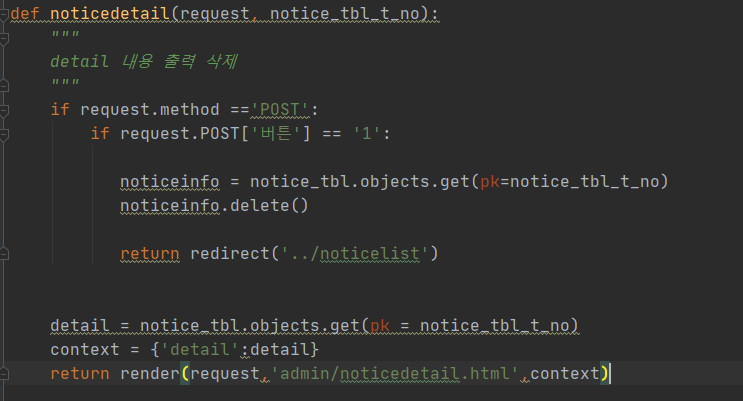 def noticedetail(request, notice_tbl_t_no):
    """
    detail 내용 출력 삭제
    """
    if request.method =='POST':
        if request.POST['버튼'] == '1':
            noticeinfo = notice_tbl.objects.get(pk=notice_tbl_t_no)
            noticeinfo.delete()
            return redirect('../noticelist')
    detail = notice_tbl.objects.get(pk = notice_tbl_t_no)
    context = {'detail':detail}
    return render(request,'admin/noticedetail.html',context)